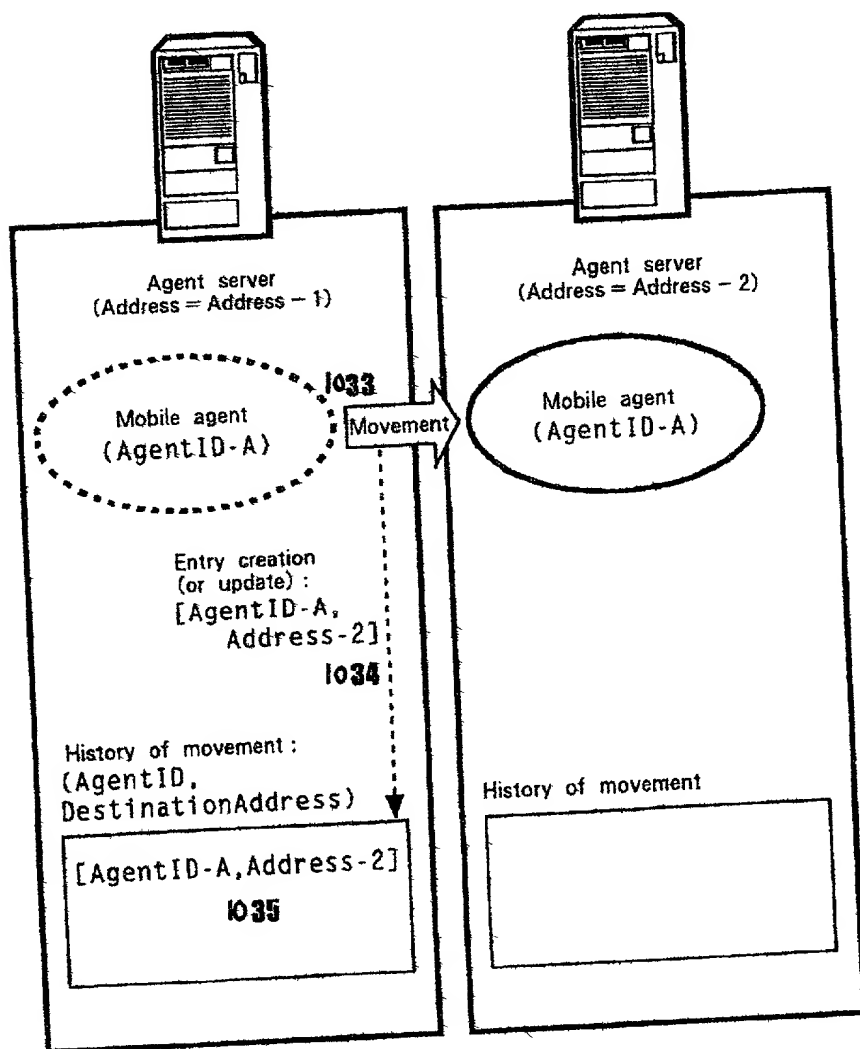 Agent server
(Address = Address - 1)
Mobile agent
(AgentID-A)
1033
Movement
Entry creation
(or update) :
[AgentID-A,
Address-2]
1034
History of movement :
(AgentID,
DestinationAddress)
[AgentID-A,Address-2]
1035
Agent server
(Address = Address - 2)
Mobile agent
(AgentID-A)
History of movement